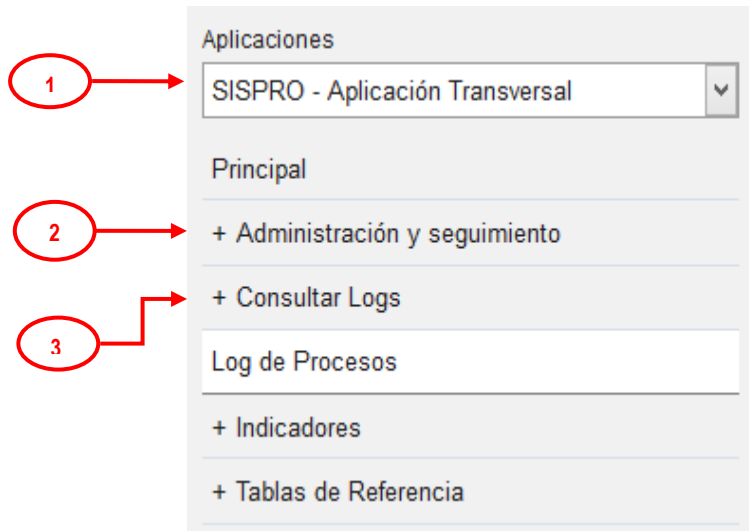 Aplicaciones
1
SISPRO - Aplicación Transversal
Principal
2
+ Administración y seguimiento
+ Consultar Logs
3
Log de Procesos
+ Indicadores
+ Tablas de Referencia